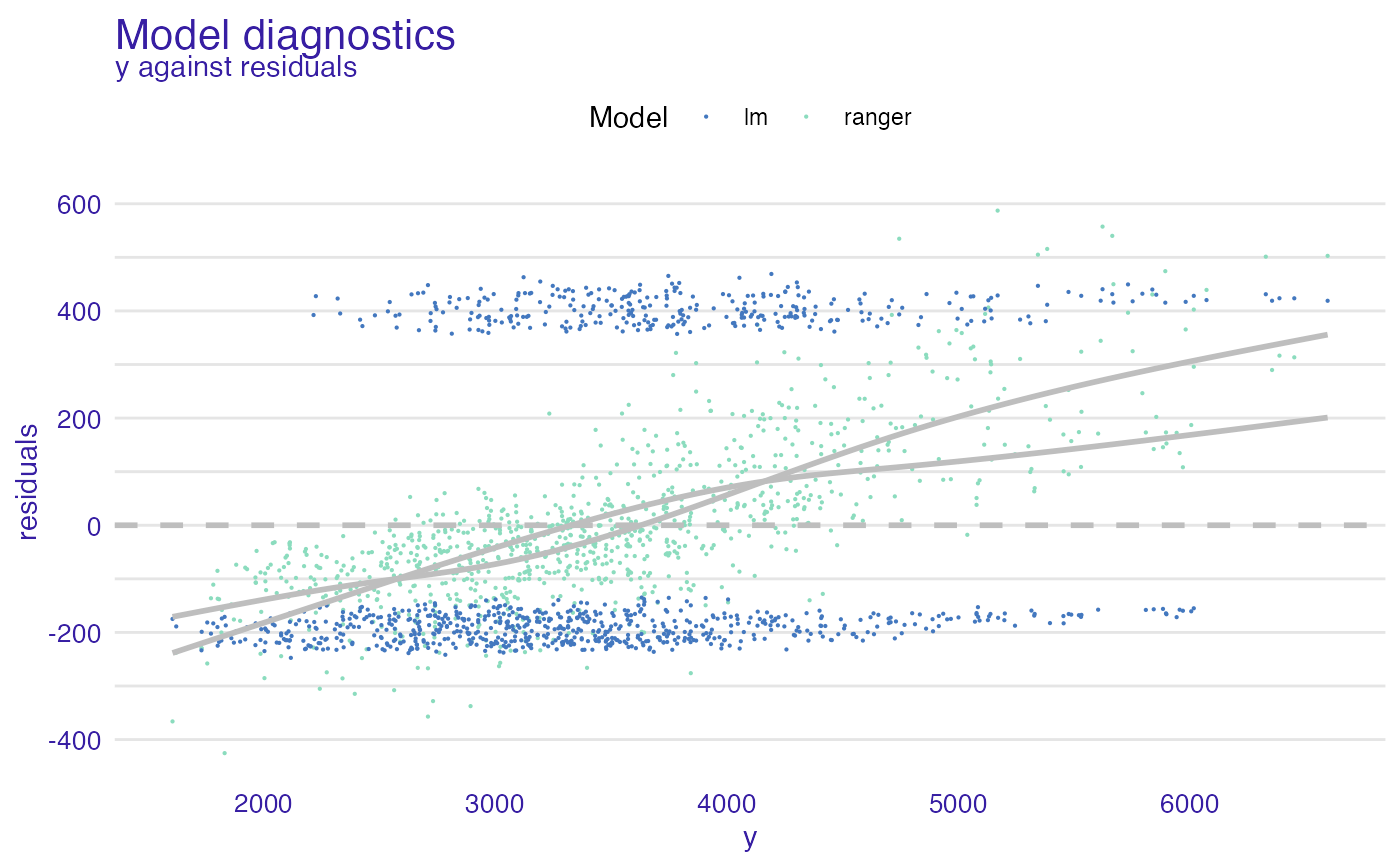 Model diagnostics
y against residuals
Model lm ranger
600
400
200
0
-200
-400
residuals
2000 3000 4000 5000 6000
y